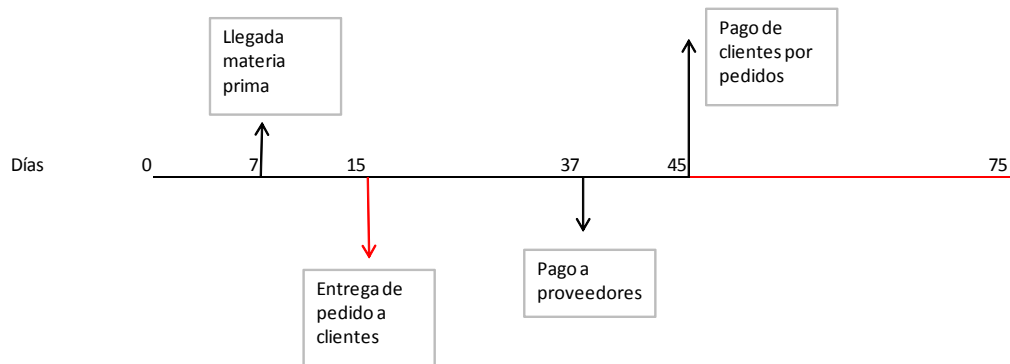 Llegada
materia
prima
Pago de
clientes por
pedidos
Días 0 7 15 37 45 75
Entrega de
pedido a
clientes
Pago a
proveedores